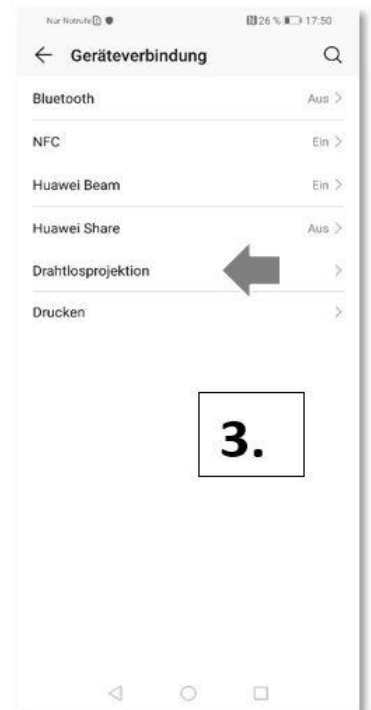 Nur Notrufe 26 % 17:50
Geräteverbindung
Bluetooth Aus
NFC Ein
Huawei Beam Ein
Huawei Share Aus
Drahtlosprojektion
Drucken
3.